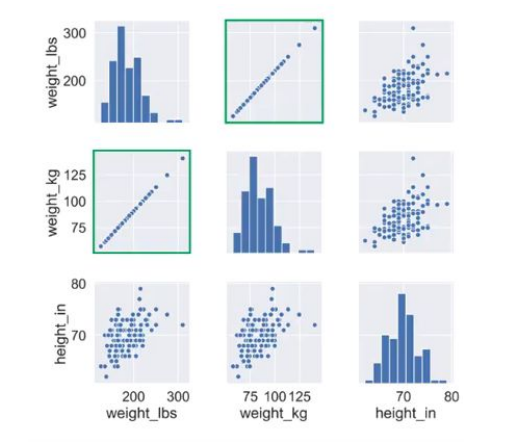 300
200
weight_lbs
125
100
75
weight_kg
80
70
height_in
200 300
75 100 125
70 80
weight_lbs
weight_kg
height_in